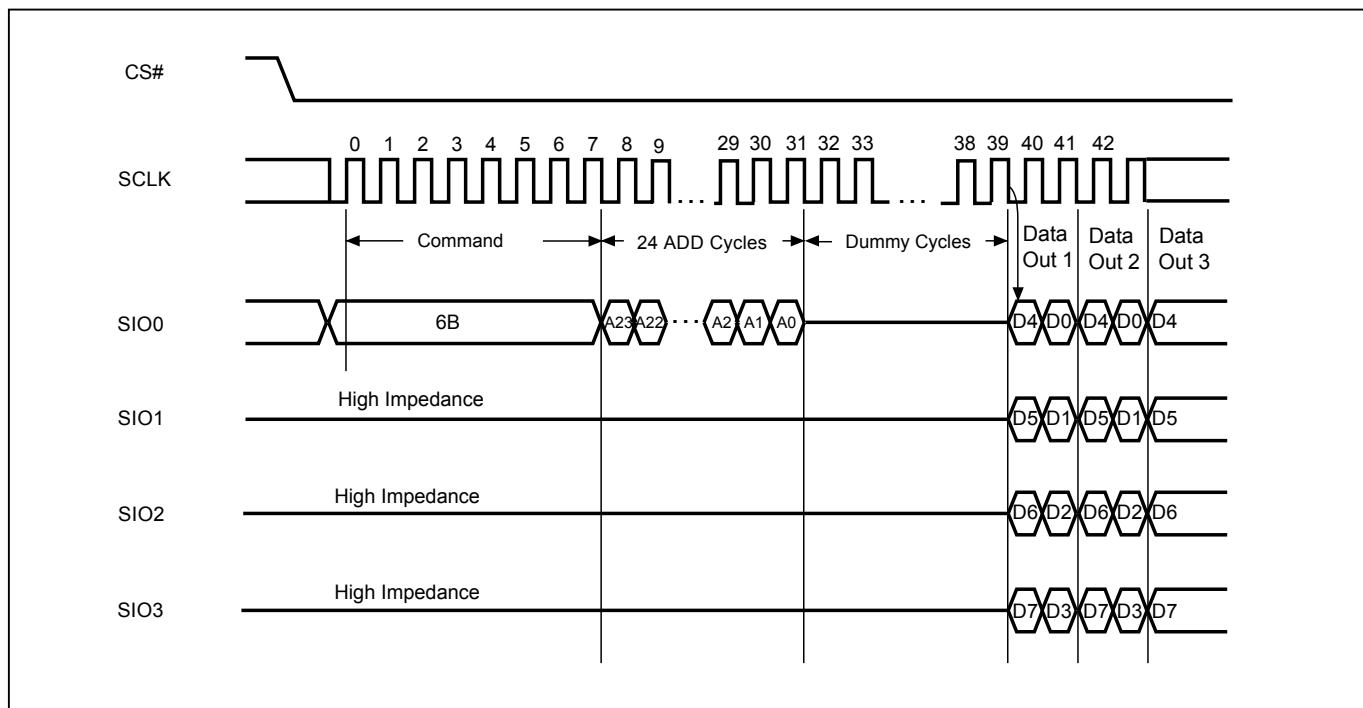 CS#
0 1 2 3 4 5 6 7 8 9 29 30 31 32 33 38 39 40 41 42
SCLK
Command 24 ADD Cycles Dummy Cycles Data Out 1 Data Out 2 Data Out 3
SIO0 6B A23 A22 A2 A1 A0 D4 D0 D4 D0 D4
High Impedance
SIO1 D5 D1 D5 D1 D5
High Impedance
SIO2 D6 D2 D6 D2 D6
High Impedance
SIO3 D7 D3 D7 D3 D7